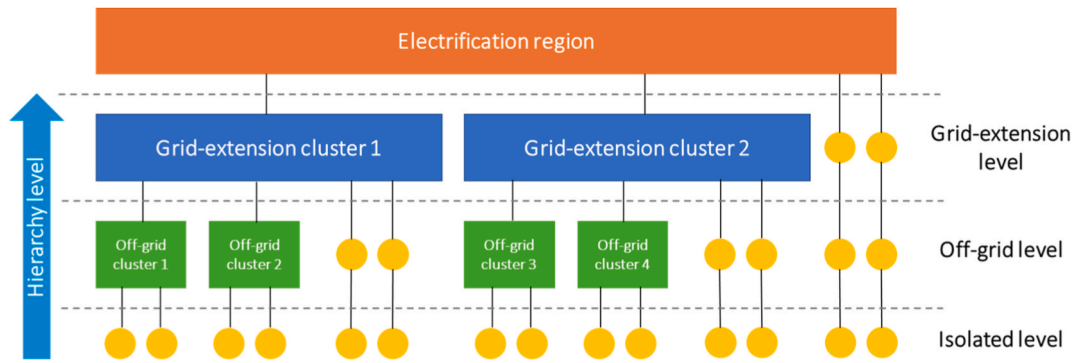 Electrification region
Hierarchy level
Grid-extension cluster 1
Grid-extension cluster 2
Grid-extension
level
Off-grid
cluster 1
Off-grid
cluster 2
Off-grid
cluster 3
Off-grid
cluster 4
Off-grid level
Isolated level